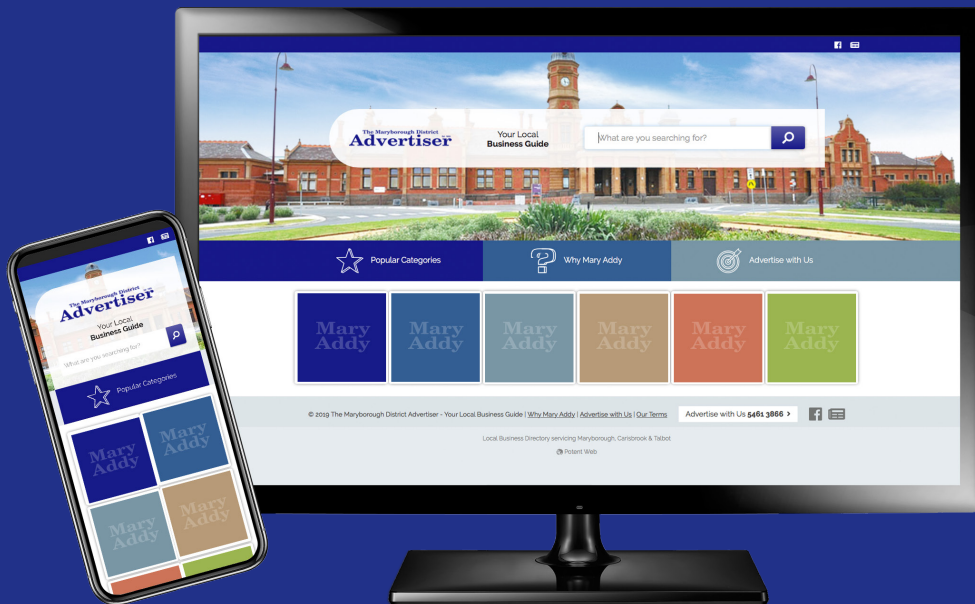 The Maryborough District
Advertiser
Your Local
Business Guide
What are you searching for?
Popular Categories
Why Mary Addy
Advertise with Us
Mary
Addy
Mary
Addy
Mary
Addy
Mary
Addy
Mary
Addy
Mary
Addy
© 2019 The Maryborough District Advertiser - Your Local Business Guide | Why Mary Addy | Advertise with Us | Our Terms
Advertise with Us 5461 3866 >
Local Business Directory servicing Maryborough, Carisbrook & Talbot
Potent Web
The Maryborough District
Advertiser
Your Local
Business Guide
What are you searching for?
Popular Categories
Mary
Addy
Mary
Addy
Mary
Addy
Mary
Addy